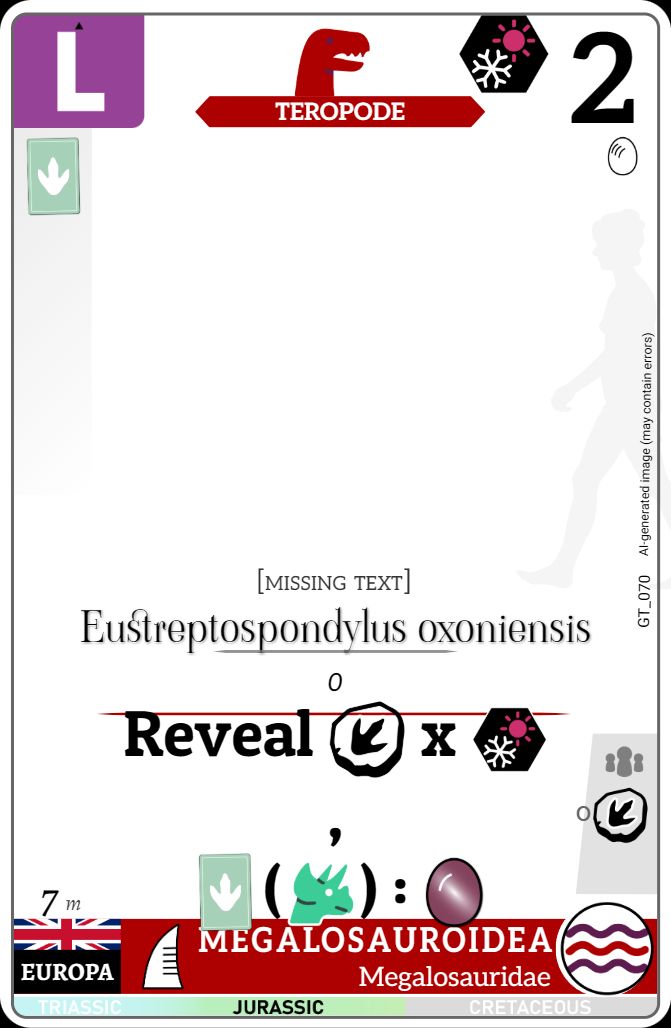 L
TEROPODE
2
AI-generated image (may contain errors)
GT_070
[MISSING TEXT]
Eustreptospondylus oxoniensis
0
Reveal x
,
( ) :
0
7 m
EUROPA
MEGALOSAUROIDEA
Megalosauridae
TRIASSIC JURASSIC CRETACEOUS